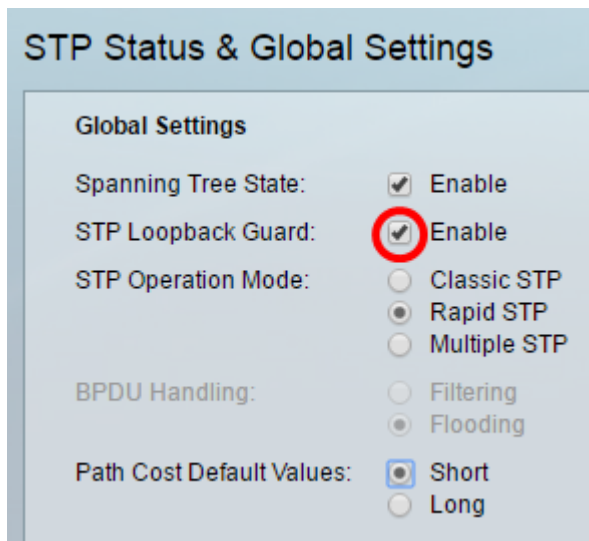 STP Status & Global Settings
Global Settings
Spanning Tree State: Enable
STP Loopback Guard: Enable
STP Operation Mode: Classic STP
Rapid STP
Multiple STP
BPDU Handling: Filtering
Flooding
Path Cost Default Values: Short
Long